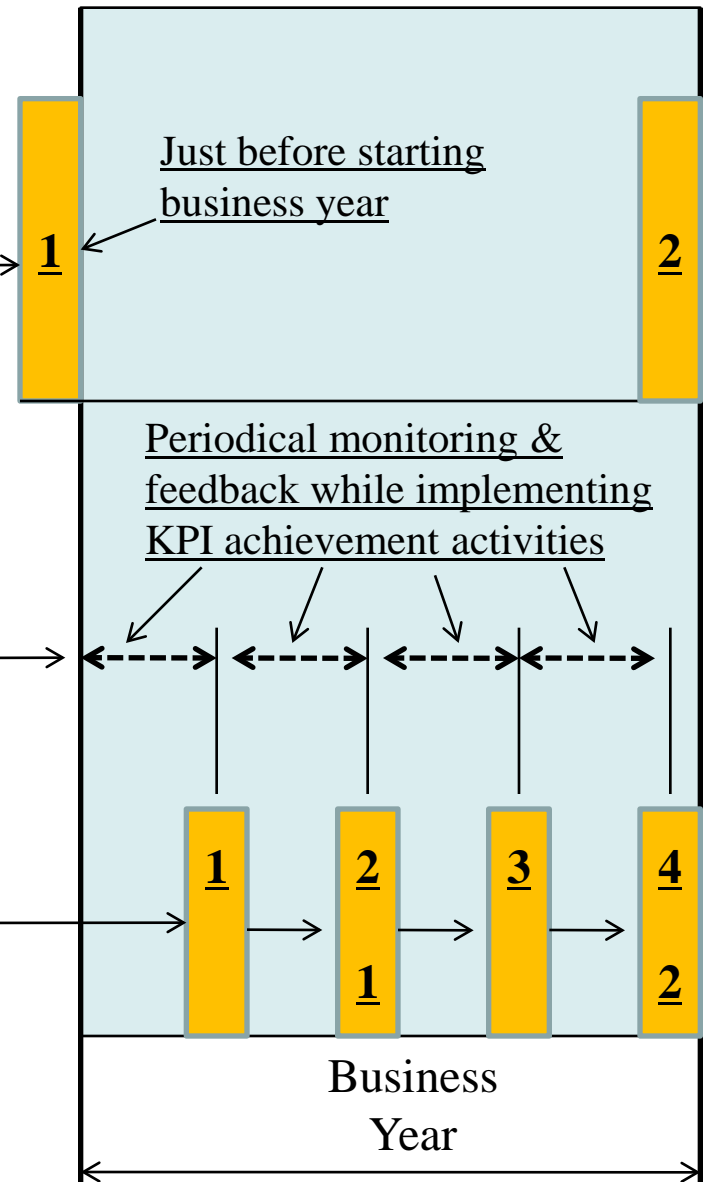 Just before starting
business year
1
2
Periodical monitoring &
feedback while implementing
KPI achievement activities
1
2
3
4
1
2
Business
Year